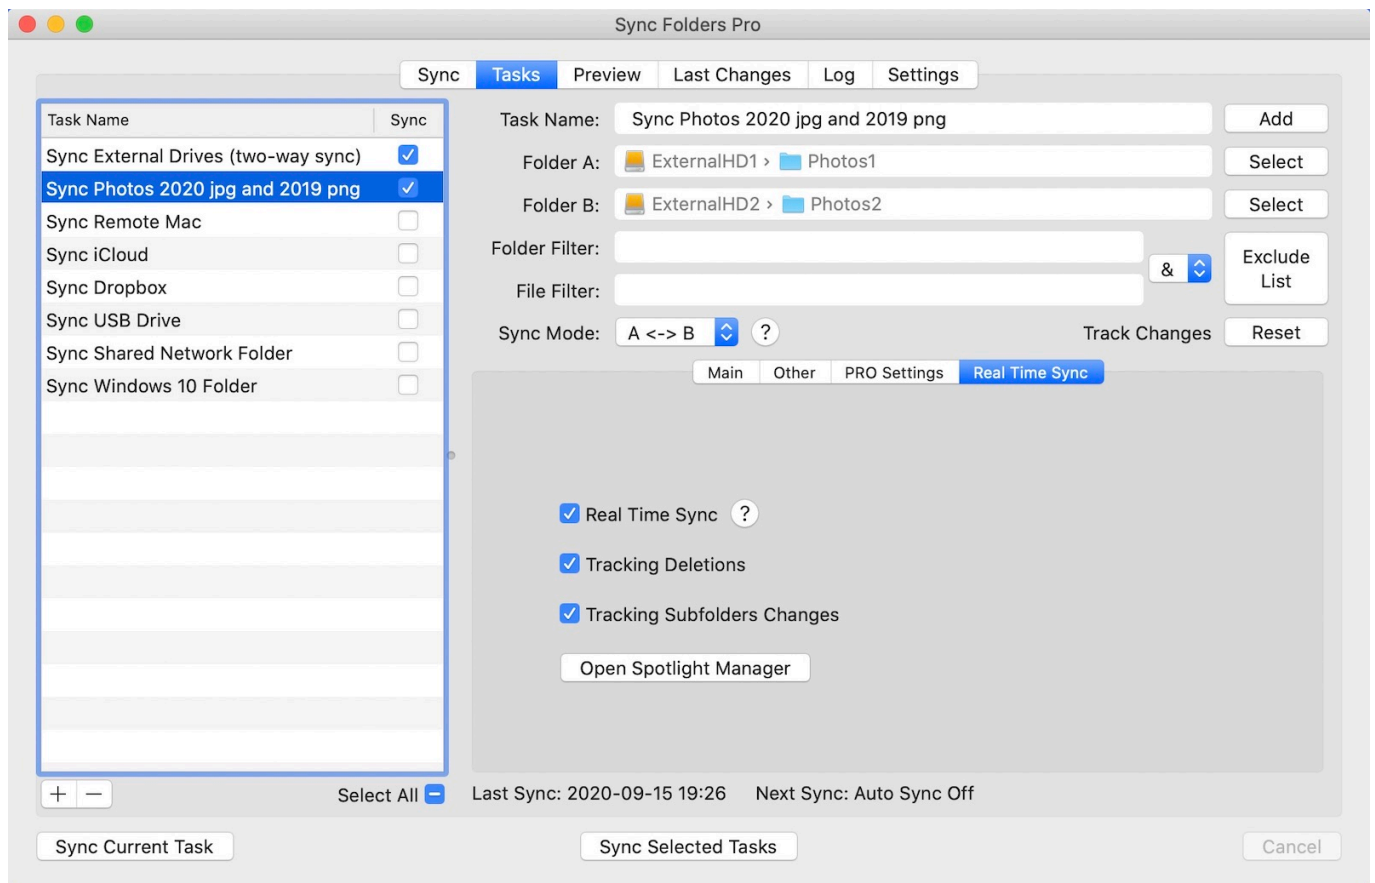 Sync Folders Pro
Sync Tasks Preview Last Changes Log Settings
Task Name Sync
Sync External Drives (two-way sync)
Sync Photos 2020 jpg and 2019 png
Sync Remote Mac
Sync iCloud
Sync Dropbox
Sync USB Drive
Sync Shared Network Folder
Sync Windows 10 Folder
Select All
Task Name: Sync Photos 2020 jpg and 2019 png Add
Folder A: ExternalHD1 › Photos1 Select
Folder B: ExternalHD2 › Photos2 Select
Folder Filter:
File Filter:
&
Exclude
List
Sync Mode: A <-> B ? Track Changes Reset
Main Other PRO Settings Real Time Sync
Real Time Sync ?
Tracking Deletions
Tracking Subfolders Changes
Open Spotlight Manager
Last Sync: 2020-09-15 19:26 Next Sync: Auto Sync Off
Sync Current Task Sync Selected Tasks Cancel